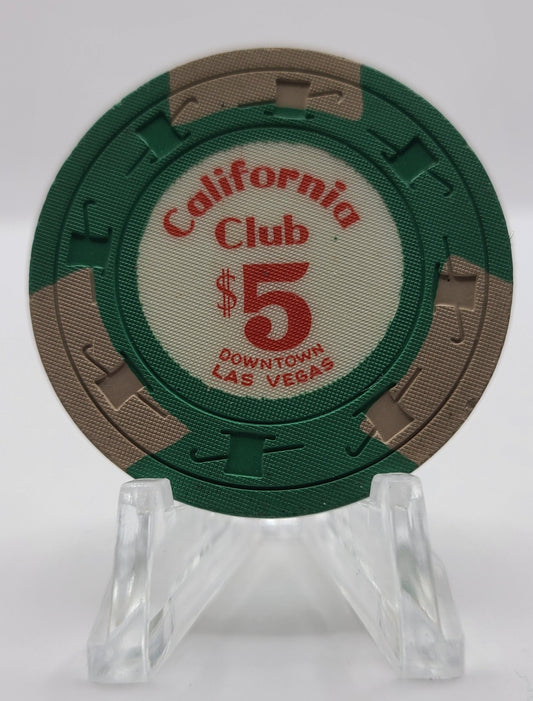 California
Club
$5
DOWNTOWN
LAS VEGAS